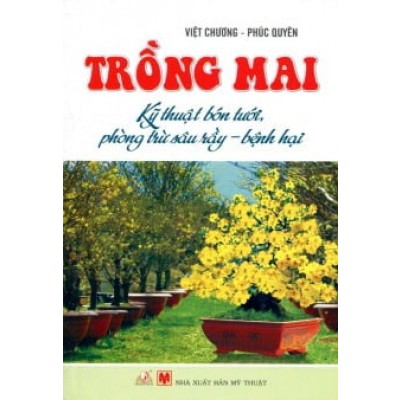 VIỆT CHƯƠNG - PHÚC QUYÊN
TRỒNG MAI
Kỹ thuật bón tưới,
phòng trừ sâu rầy – bệnh hại
NHÀ XUẤT BẢN MỸ THUẬT